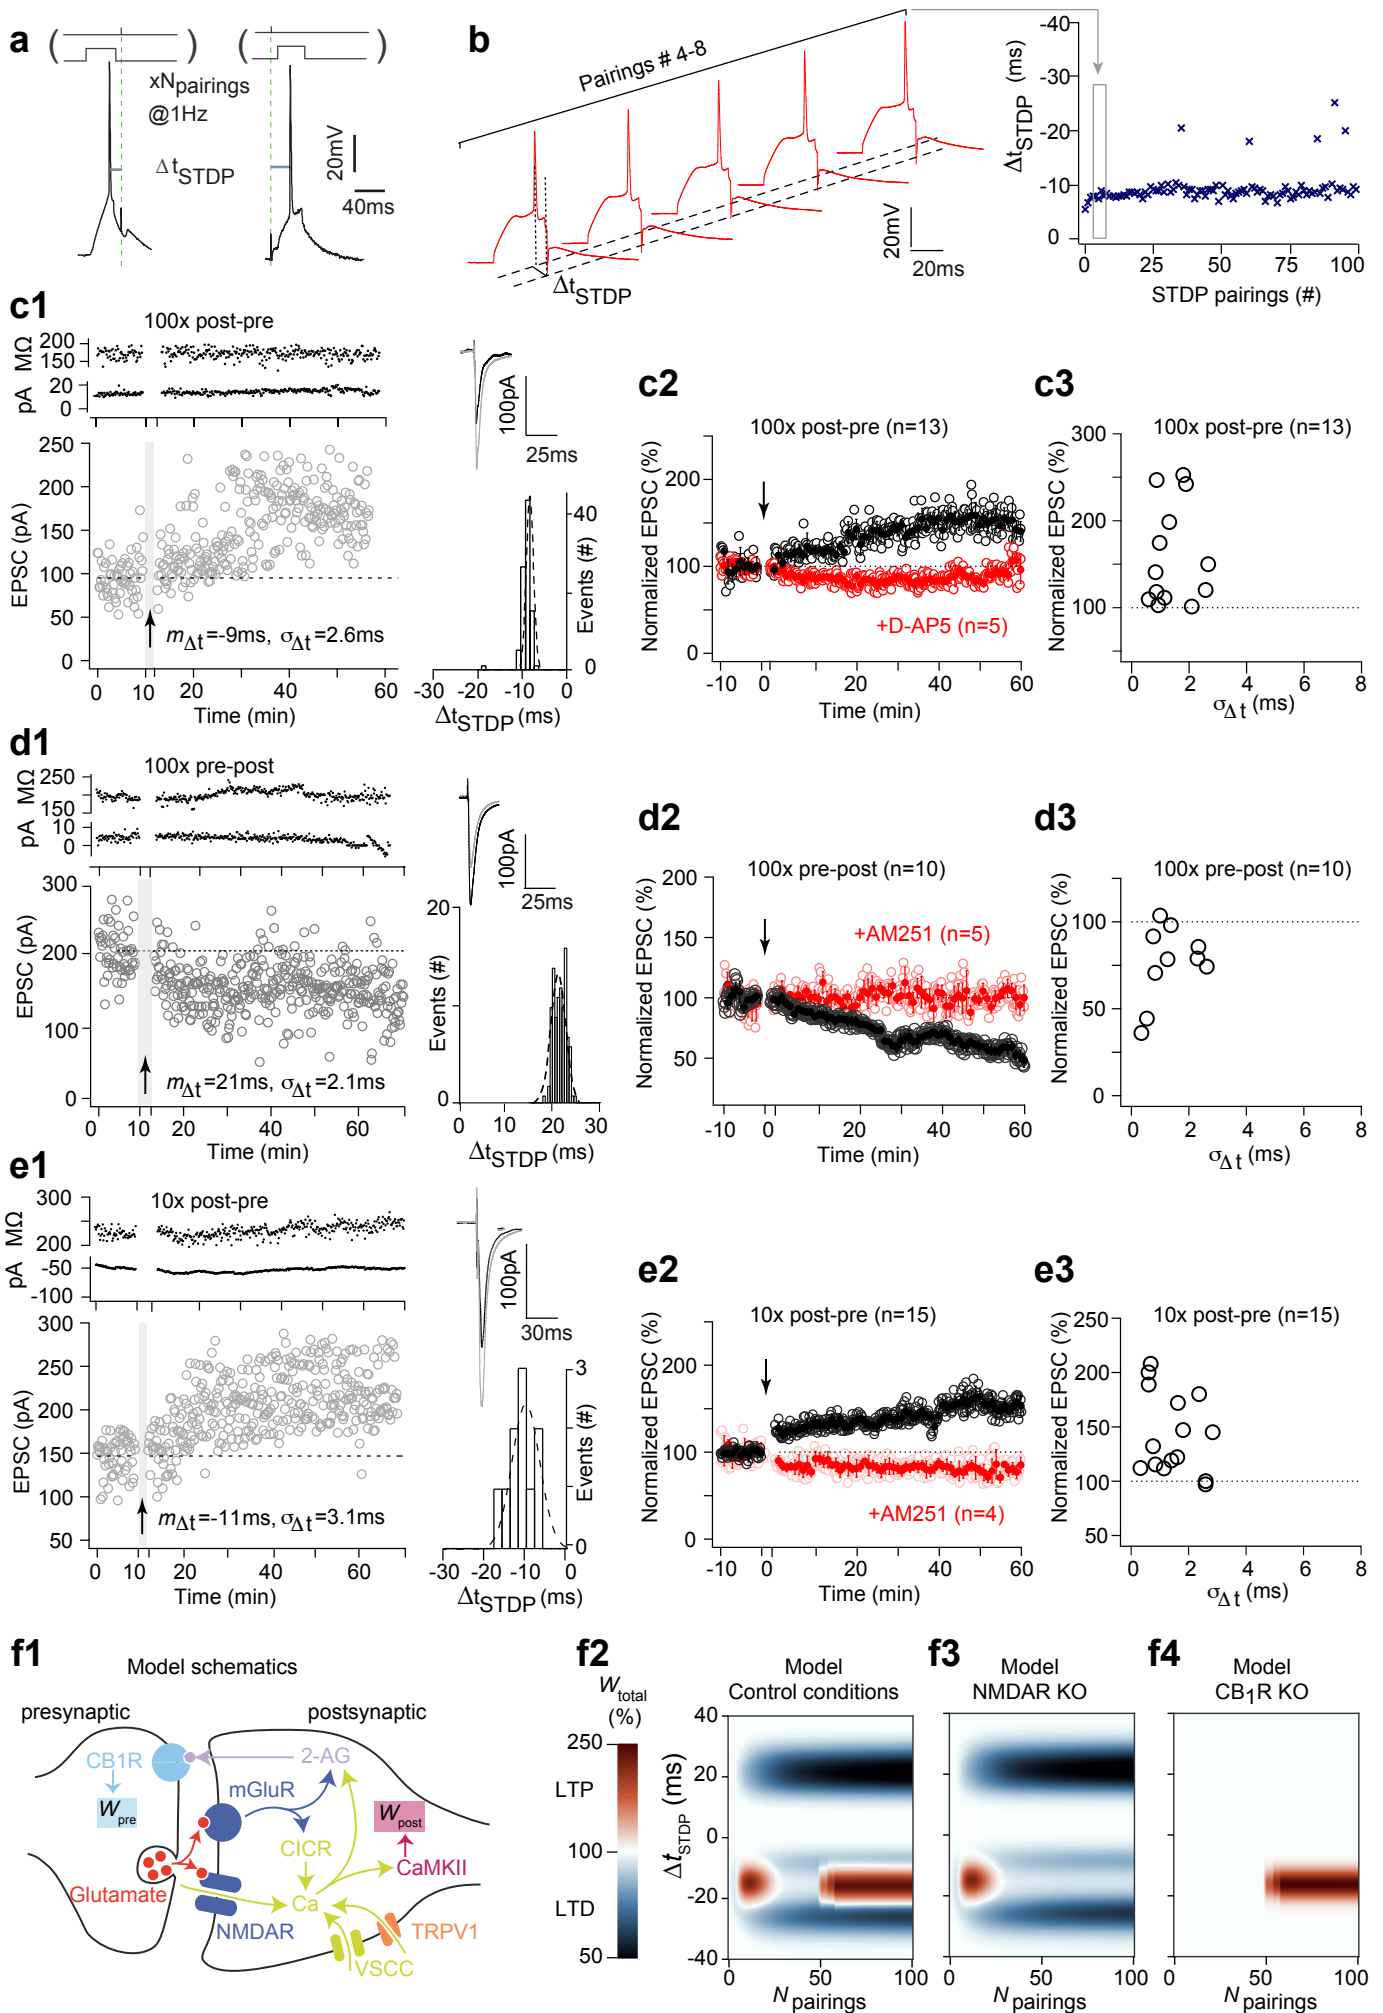 a
( )
( )
xNpairings
@1Hz
ΔtSTDP
20mV
40ms
b
Pairings # 4-8
ΔtSTDP
20mV
20ms
ΔtSTDP (ms)
-40
-30
-20
-10
0
0 25 50 75 100
STDP pairings (#)
c1
100x post-pre
MΩ
200
150
pA
20
0
EPSC (pA)
250
200
150
100
50
0
mΔt=-9ms, σΔt=2.6ms
0 10 20 40 60
Time (min)
100pA
25ms
Events (#)
40
0
-30 -20 -10 0
ΔtSTDP (ms)
c2
100x post-pre (n=13)
Normalized EPSC (%)
200
150
100
50
0
+D-AP5 (n=5)
-10 0 20 40 60
Time (min)
c3
100x post-pre (n=13)
Normalized EPSC (%)
300
200
100
0 2 4 6 8
σΔt (ms)
d1
100x pre-post
MΩ
250
150
pA
10
0
EPSC (pA)
300
200
100
0
mΔt=21ms, σΔt=2.1ms
0 10 20 40 60
Time (min)
100pA
25ms
Events (#)
20
10
0
0 10 20 30
ΔtSTDP (ms)
d2
100x pre-post (n=10)
Normalized EPSC (%)
200
150
100
50
+AM251 (n=5)
-10 0 20 40 60
Time (min)
d3
100x pre-post (n=10)
Normalized EPSC (%)
100
50
0
0 2 4 6 8
σΔt (ms)
e1
10x post-pre
MΩ
300
200
pA
-50
-100
EPSC (pA)
300
250
200
150
100
50
mΔt=-11ms, σΔt=3.1ms
0 10 20 40 60
Time (min)
100pA
30ms
Events (#)
3
2
1
0
-30 -20 -10 0
ΔtSTDP (ms)
e2
10x post-pre (n=15)
Normalized EPSC (%)
250
200
150
100
50
0
+AM251 (n=4)
-10 0 20 40 60
Time (min)
e3
10x post-pre (n=15)
Normalized EPSC (%)
250
200
150
100
50
0 2 4 6 8
σΔt (ms)
f1
Model schematics
presynaptic
postsynaptic
CB1R
2-AG
mGluR
Wpre
Wpost
CICR
CaMKII
Glutamate
Ca
NMDAR
TRPV1
VSCC
f2
Wtotal
(%)
250
LTP
100
LTD
50
Model
Control conditions
ΔtSTDP (ms)
40
20
0
-20
-40
0 50 100
Npairings
f3
Model
NMDAR KO
0 50 100
Npairings
f4
Model
CB1R KO
0 50 100
Npairings